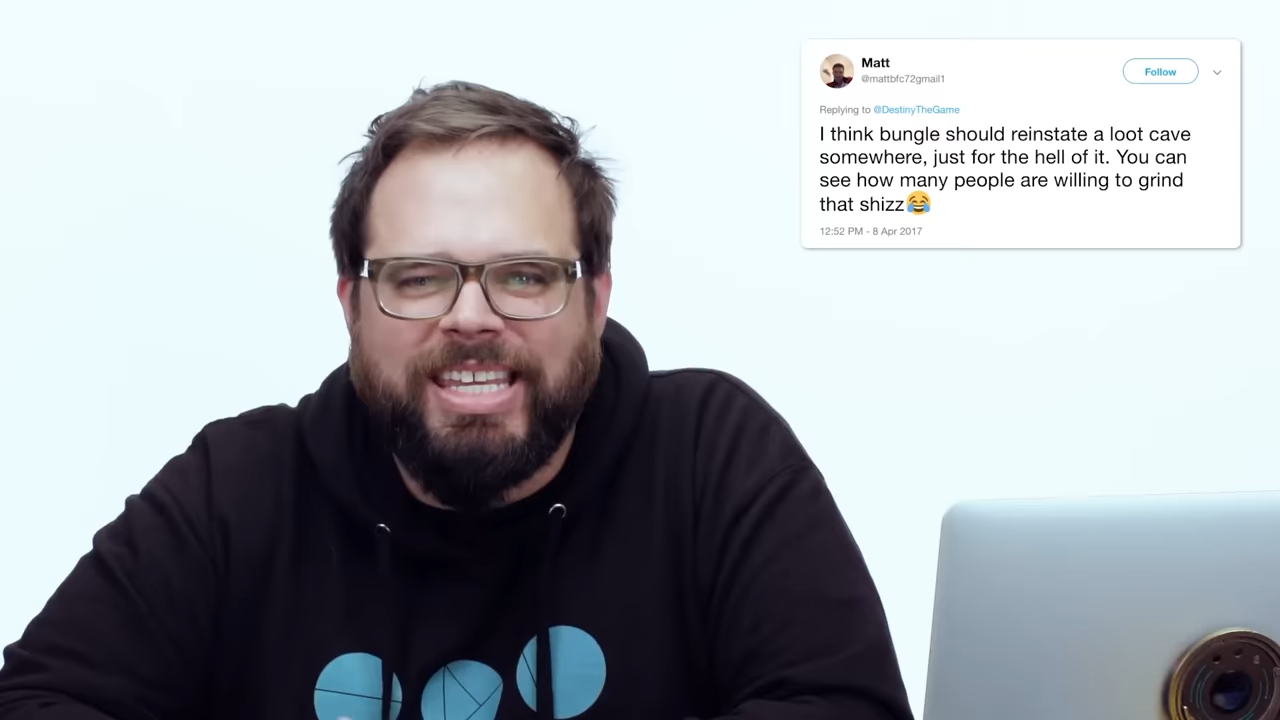 Matt
@mattbfc72gmail1
Follow
Replying to @DestinyTheGame
I think bungle should reinstate a loot cave
somewhere, just for the hell of it. You can
see how many people are willing to grind
that shizz😂
12:52 PM - 8 Apr 2017